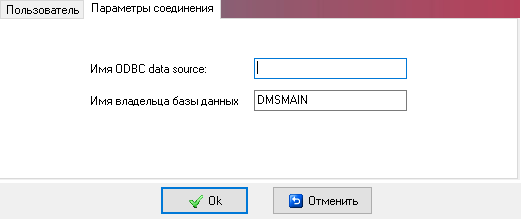 Пользователь Параметры соединения
Имя ODBC data source:
Имя владельца базы данных DMSMAIN
Ok Отменить